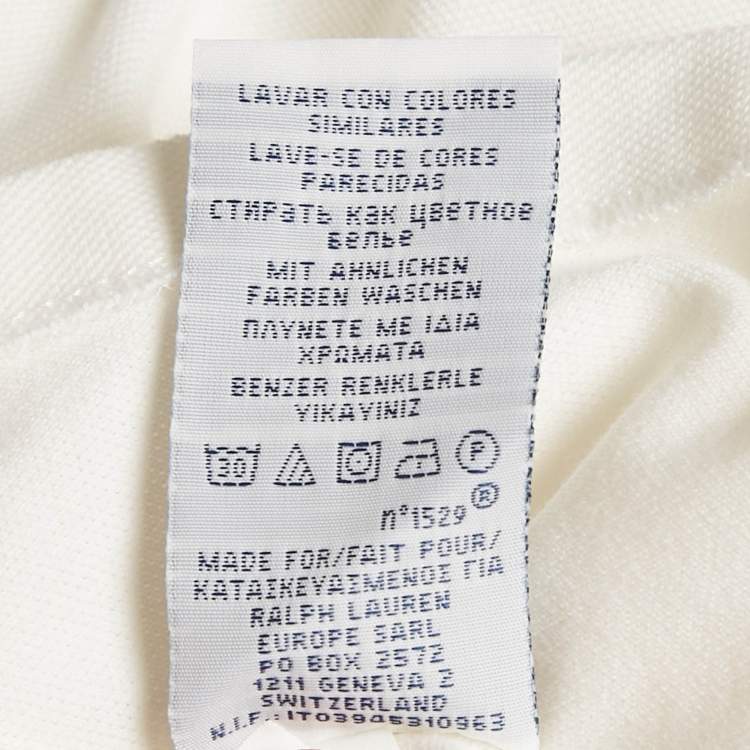 LAVAR CON COLORES
SIMILARES
LAVE-SE DE CORES
PARECIDAS
СТИРАТЬ КАК ЦВЕТНОЕ
БЕЛЬЕ
MIT ÄHNLICHEN
FARBEN WASCHEN
ΠΛΥΝΕΤΕ ΜΕ ΙΔΙΑ
ΧΡΩΜΑΤΑ
BENZER RENKLERLE
YIKAYINIZ
30 P
n°1529 ®
MADE FOR/FAIT POUR/
ΚΑΤΑΣΚΕΥΑΣΜΕΝΟΣ ΓΙΑ
RALPH LAUREN
EUROPE SARL
PO BOX 2572
1211 GENEVA 2
SWITZERLAND
N.I.F.:IT03945310963